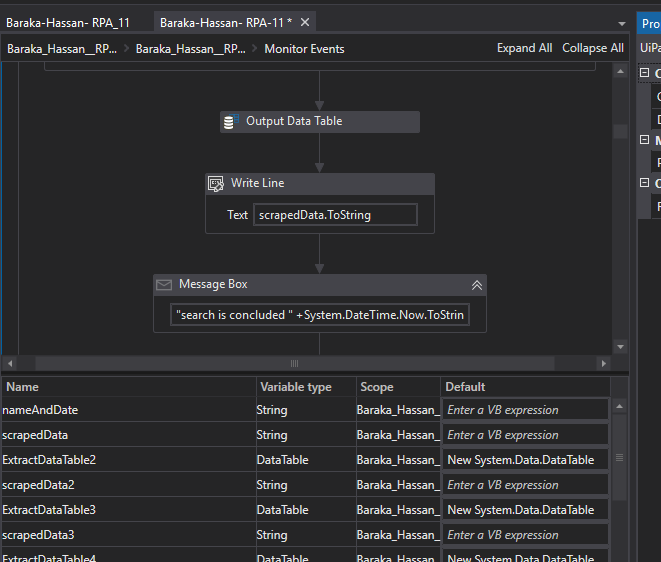 Baraka-Hassan- RPA_11
Baraka-Hassan- RPA-11 *
Pro
Baraka_Hassan__RP... > Baraka_Hassan__RP... > Monitor Events
Expand All Collapse All
UiPa
Output Data Table
Write Line
Text scrapedData.ToString
Message Box
"search is concluded " +System.DateTime.Now.ToStrin
Name Variable type Scope Default
nameAndDate String Baraka_Hassan_ Enter a VB expression
scrapedData String Baraka_Hassan_ Enter a VB expression
ExtractDataTable2 DataTable Baraka_Hassan_ New System.Data.DataTable
scrapedData2 String Baraka_Hassan_ Enter a VB expression
ExtractDataTable3 DataTable Baraka_Hassan_ New System.Data.DataTable
scrapedData3 String Baraka_Hassan_ Enter a VB expression
ExtractDataTable4 DataTable Baraka_Hassan_ New System.Data.DataTable